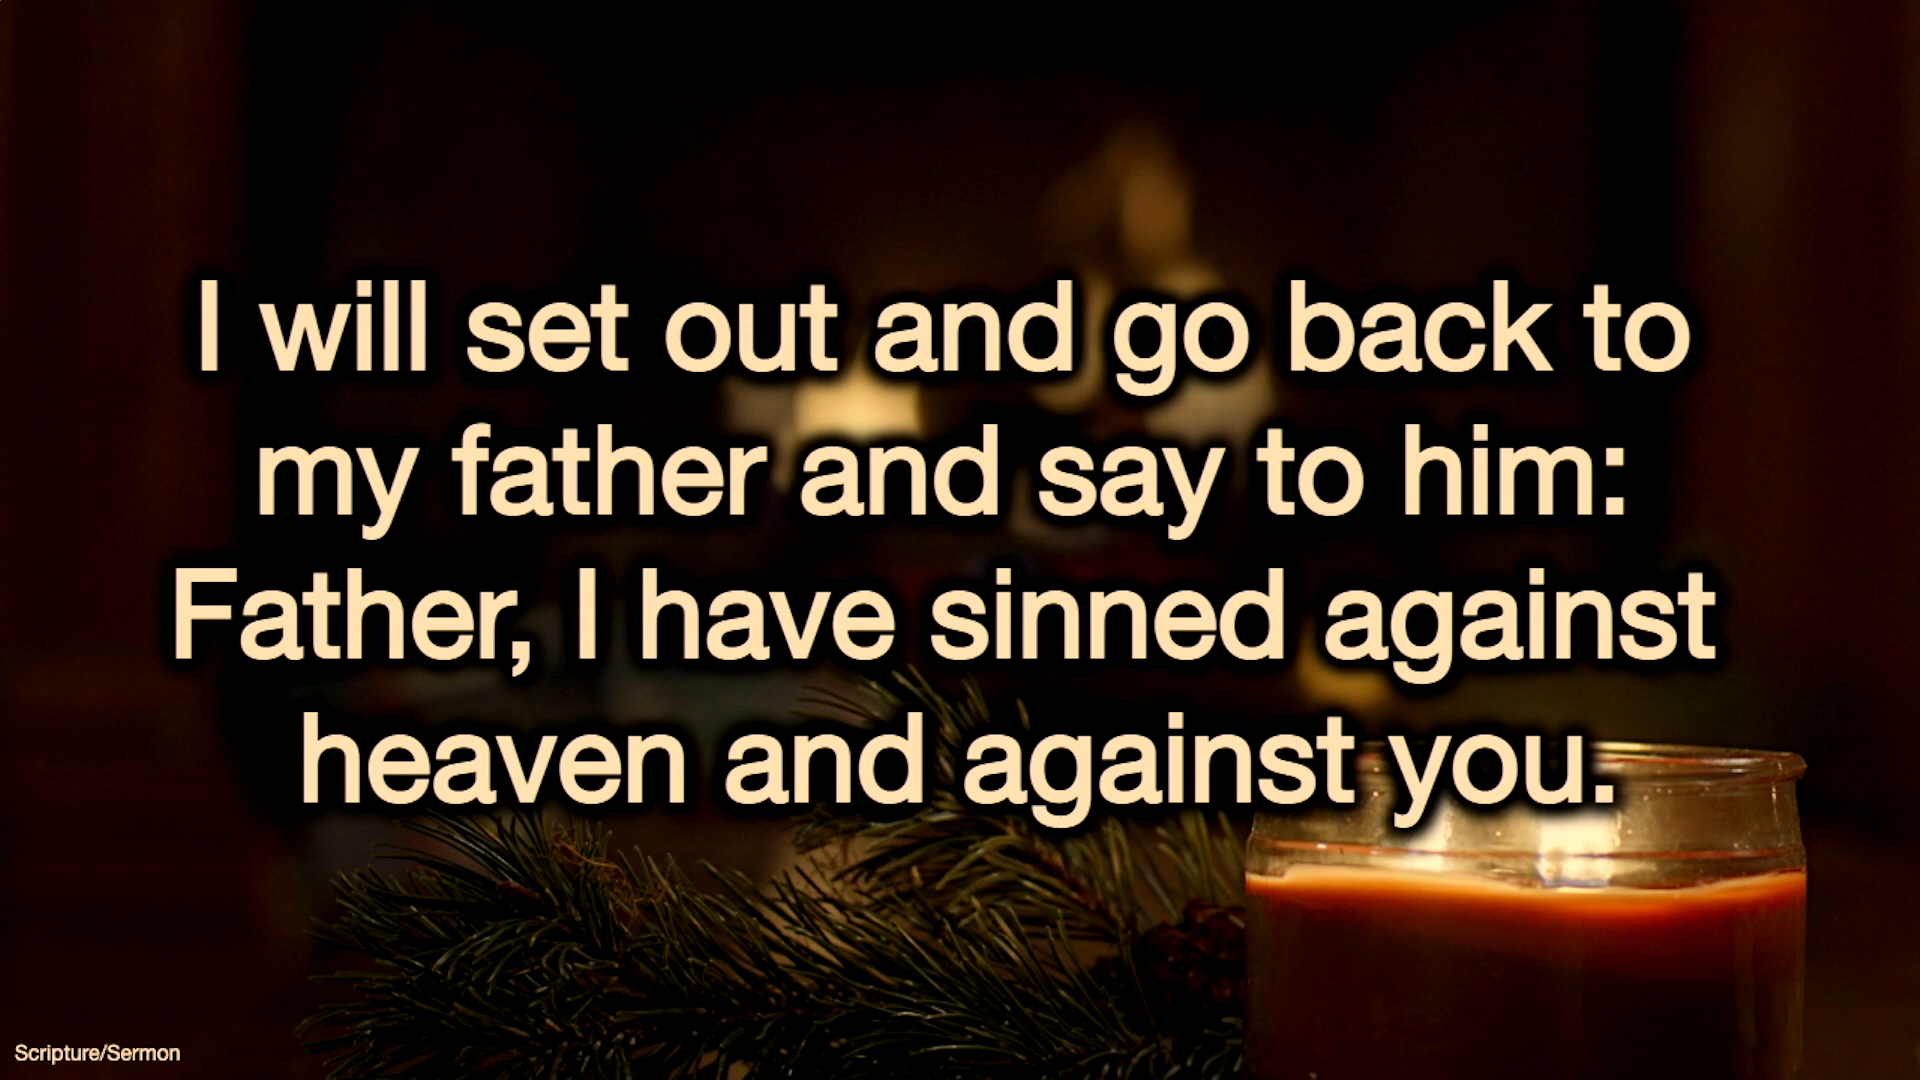 I will set out and go back to
my father and say to him:
Father, I have sinned against
heaven and against you.
Scripture/Sermon